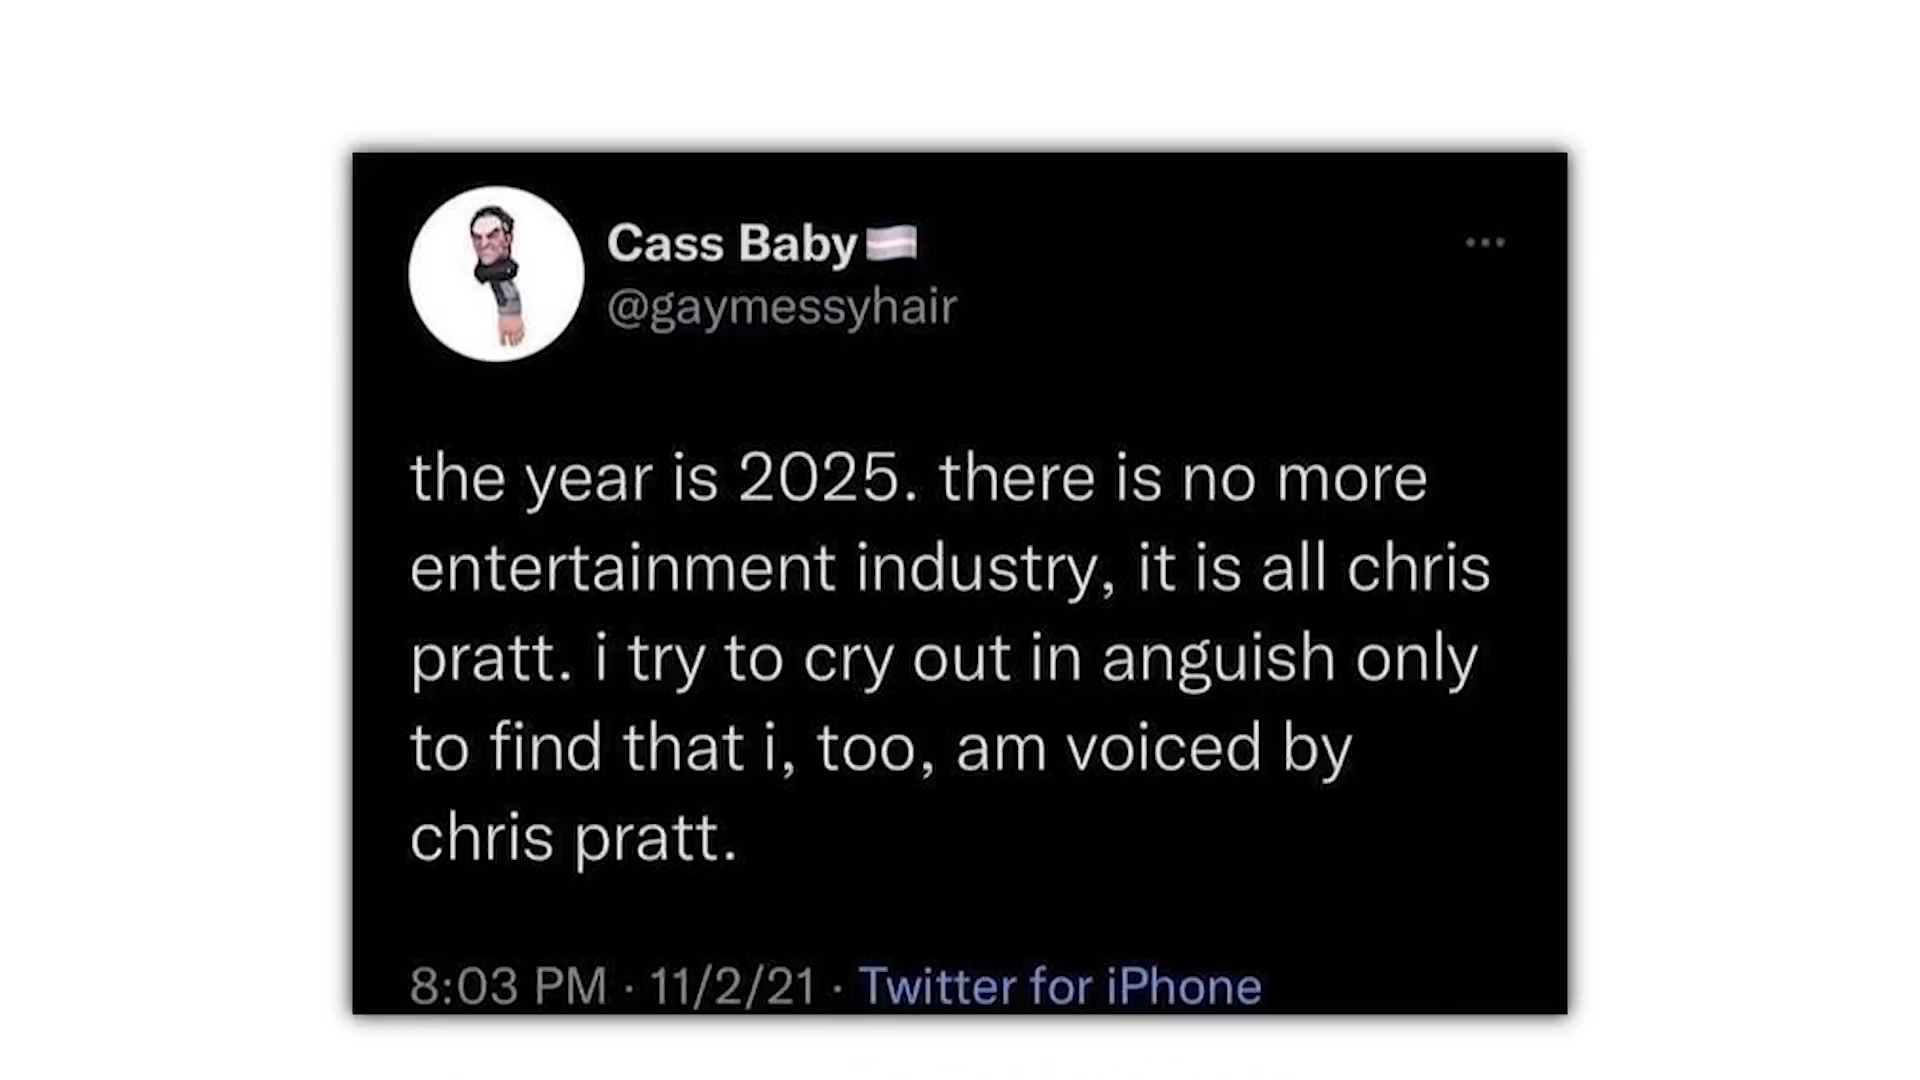 Cass Baby
@gaymessyhair
the year is 2025. there is no more
entertainment industry, it is all chris
pratt. i try to cry out in anguish only
to find that i, too, am voiced by
chris pratt.
8:03 PM · 11/2/21 · Twitter for iPhone